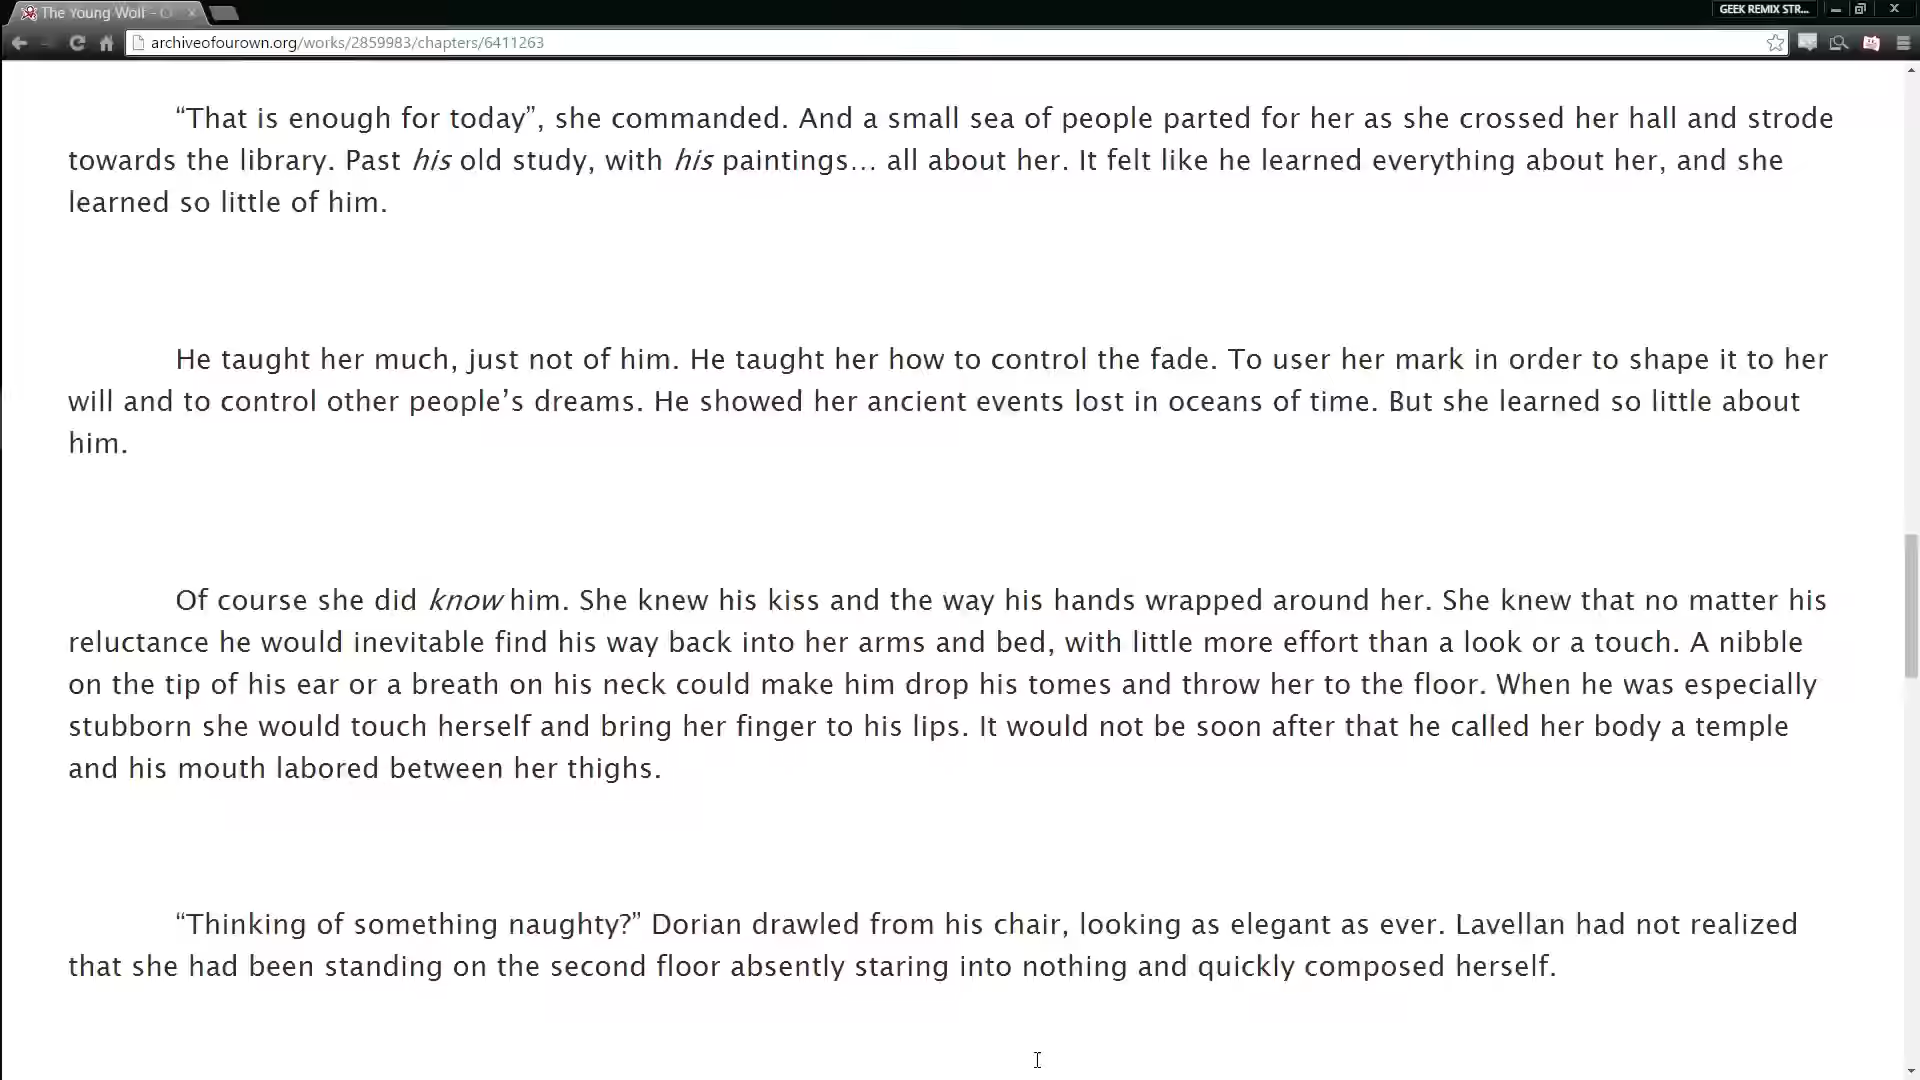 The Young Wolf -
GEEK REMIX STR...
archiveofourown.org/works/2859983/chapters/6411263
“That is enough for today”, she commanded. And a small sea of people parted for her as she crossed her hall and strode
towards the library. Past his old study, with his paintings... all about her. It felt like he learned everything about her, and she
learned so little of him.
He taught her much, just not of him. He taught her how to control the fade. To user her mark in order to shape it to her
will and to control other people’s dreams. He showed her ancient events lost in oceans of time. But she learned so little about
him.
Of course she did know him. She knew his kiss and the way his hands wrapped around her. She knew that no matter his
reluctance he would inevitable find his way back into her arms and bed, with little more effort than a look or a touch. A nibble
on the tip of his ear or a breath on his neck could make him drop his tomes and throw her to the floor. When he was especially
stubborn she would touch herself and bring her finger to his lips. It would not be soon after that he called her body a temple
and his mouth labored between her thighs.
“Thinking of something naughty?” Dorian drawled from his chair, looking as elegant as ever. Lavellan had not realized
that she had been standing on the second floor absently staring into nothing and quickly composed herself.